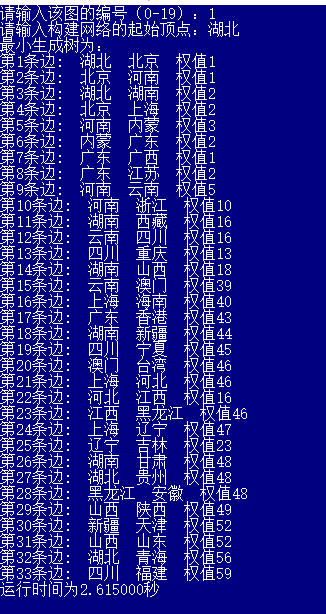 请输入该图的编号（0-19）：1
请输入构建网络的起始顶点：湖北
最小生成树为：
第1条边： 湖北 北京 权值1
第2条边： 北京 河南 权值1
第3条边： 湖北 湖南 权值2
第4条边： 北京 上海 权值2
第5条边： 河南 内蒙 权值3
第6条边： 内蒙 广东 权值2
第7条边： 广东 广西 权值1
第8条边： 广东 江苏 权值2
第9条边： 河南 云南 权值5
第10条边： 河南 浙江 权值10
第11条边： 湖南 西藏 权值16
第12条边： 云南 四川 权值16
第13条边： 四川 重庆 权值13
第14条边： 湖南 山西 权值18
第15条边： 云南 澳门 权值39
第16条边： 上海 海南 权值40
第17条边： 广东 香港 权值43
第18条边： 湖南 新疆 权值44
第19条边： 四川 宁夏 权值45
第20条边： 澳门 台湾 权值46
第21条边： 上海 河北 权值46
第22条边： 河北 江西 权值16
第23条边： 江西 黑龙江 权值46
第24条边： 上海 辽宁 权值47
第25条边： 辽宁 吉林 权值23
第26条边： 湖南 甘肃 权值48
第27条边： 湖北 贵州 权值48
第28条边： 黑龙江 安徽 权值48
第29条边： 山西 陕西 权值49
第30条边： 新疆 天津 权值52
第31条边： 山西 山东 权值52
第32条边： 湖北 青海 权值56
第33条边： 四川 福建 权值59
运行时间为2.615000秒